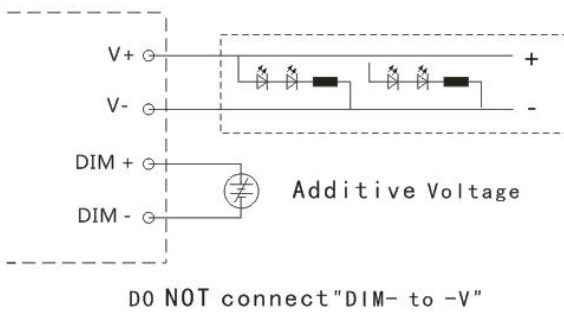 V+
+
V-
-
DIM +
Additive Voltage
DIM -
DO NOT connect"DIM- to -V"